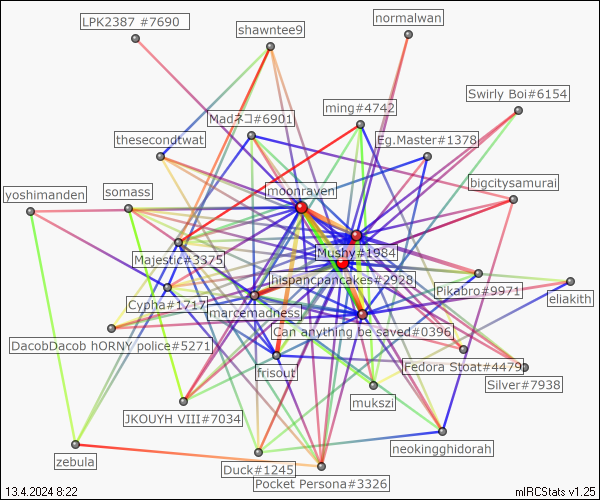 LPK2387 #7690
normalwan
shawntee9
Swirly Boi#6154
ming#4742
Madネコ#6901
Eg.Master#1378
thesecondtwat
bigcitysamurai
moonraven
yoshimanden
somass
Mushy#1984
Majestic#3375
hispancpancakes#2928
Pikabro#9971
eliakith
Cypha#1717
marcemadness
Can anything be saved#0396
DacobDacob hORNY police#5271
Fedora Stoat#4479
frisout
Silver#7938
mukszi
JKOUYH VIII#7034
neokingghidorah
zebula
Duck#1245
Pocket Persona#3326
13.4.2024 8:22
mIRCStats v1.25